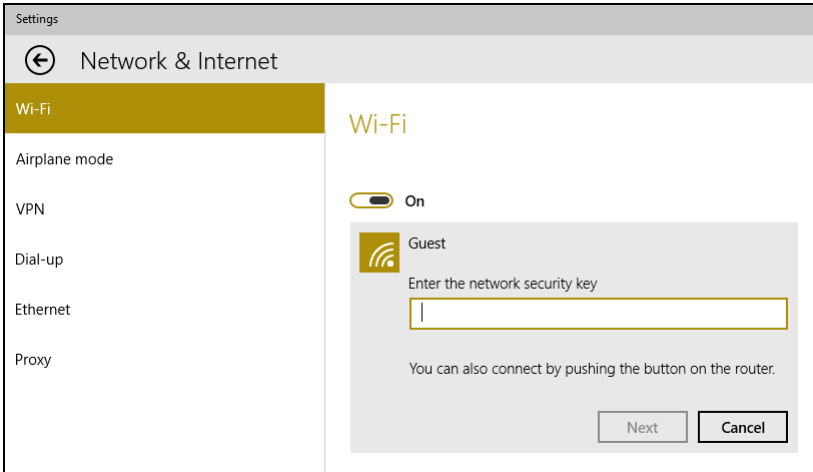 Settings
Network & Internet
Wi-Fi
Airplane mode
VPN
Dial-up
Ethernet
Proxy
Wi-Fi
On
Guest
Enter the network security key
You can also connect by pushing the button on the router.
Next Cancel